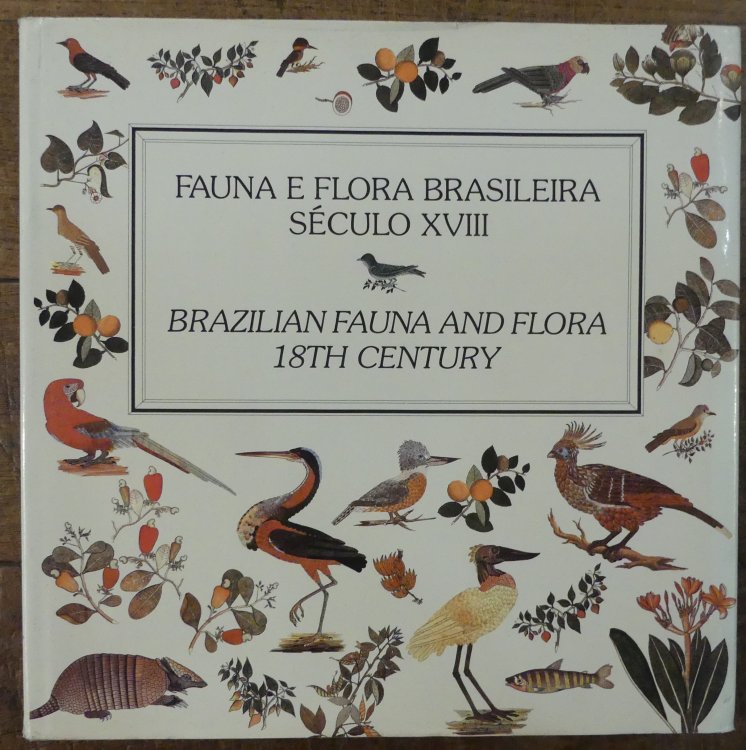 FAUNA E FLORA BRASILEIRA
SÉCULO XVIII
BRAZILIAN FAUNA AND FLORA
18TH CENTURY